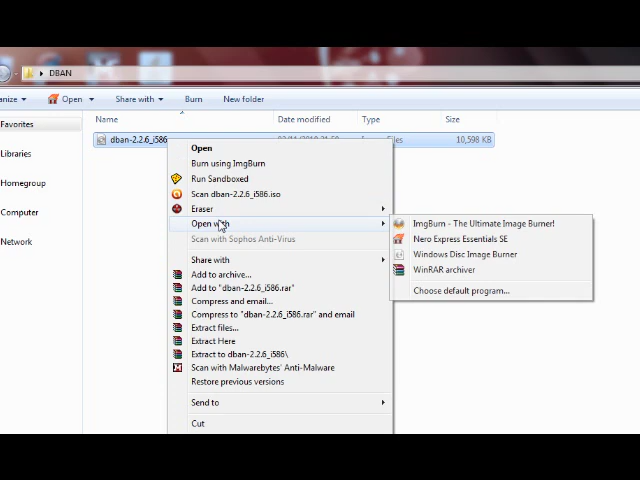 DBAN
anize Open Share with Burn New folder
Favorites
Name Date modified Type Size
dban-2.2.6_i586 Files 10,598 KB
Libraries
Homegroup
Computer
Network
Open
Burn using ImgBurn
Run Sandboxed
Scan dban-2.2.6_i586.iso
Eraser
Open with
Scan with Sophos Anti-Virus
Share with
Add to archive...
Add to "dban-2.2.6_i586.rar"
Compress and email...
Compress to "dban-2.2.6_i586.rar" and email
Extract files...
Extract Here
Extract to dban-2.2.6_i586\
Scan with Malwarebytes' Anti-Malware
Restore previous versions
Send to
Cut
ImgBurn - The Ultimate Image Burner!
Nero Express Essentials SE
Windows Disc Image Burner
WinRAR archiver
Choose default program...